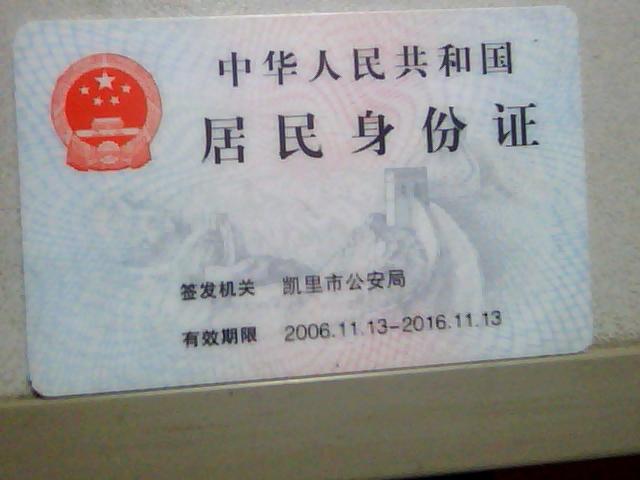 中华人民共和国
居民身份证
签发机关 凯里市公安局
有效期限 2006.11.13-2016.11.13